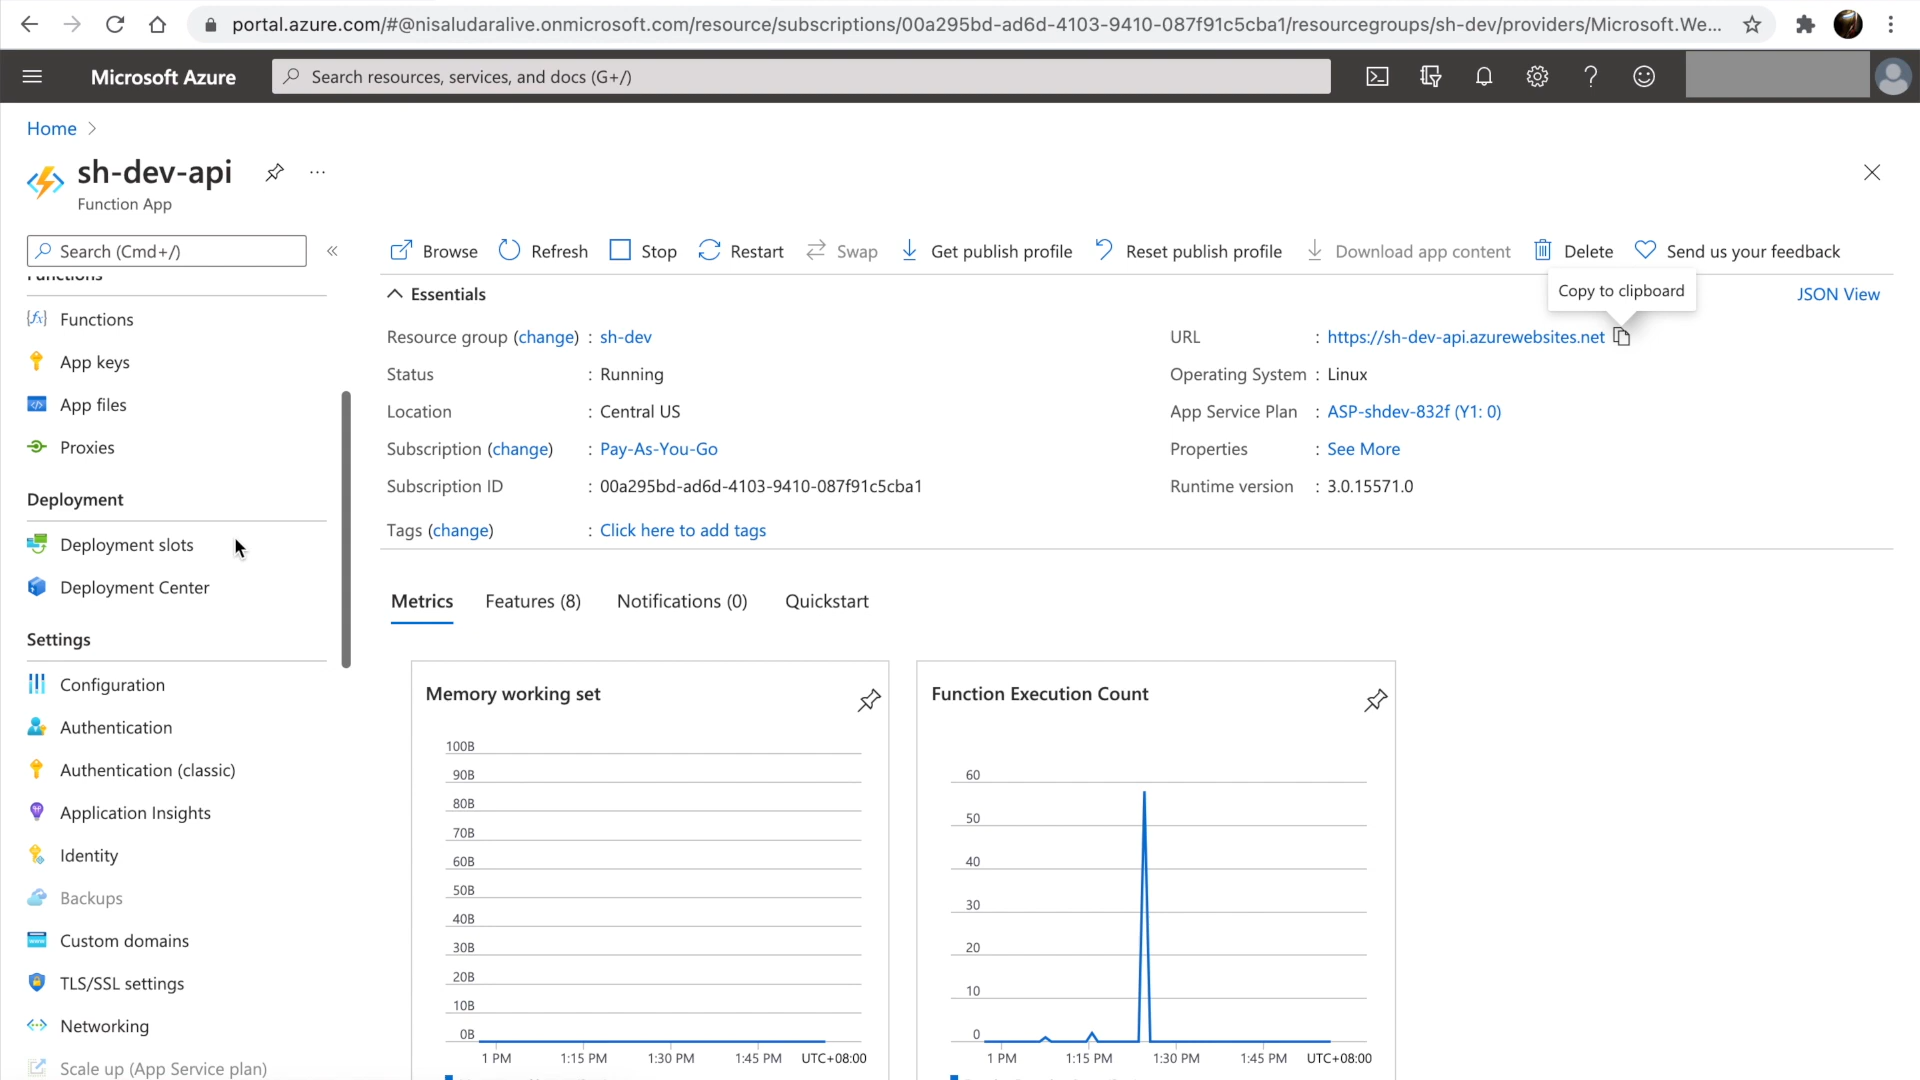 portal.azure.com/#@nisaludaralive.onmicrosoft.com/resource/subscriptions/00a295bd-ad6d-4103-9410-087f91c5cba1/resourcegroups/sh-dev/providers/Microsoft.We...
Microsoft Azure
Search resources, services, and docs (G+/)
Home
sh-dev-api
...
Function App
Search (Cmd+/)
«
Browse
Refresh
Stop
Restart
Swap
Get publish profile
Reset publish profile
Download app content
Delete
Send us your feedback
Functions
Functions
App keys
App files
Proxies
Deployment
Deployment slots
Deployment Center
Settings
Configuration
Authentication
Authentication (classic)
Application Insights
Identity
Backups
Custom domains
TLS/SSL settings
Networking
Scale up (App Service plan)
Essentials
Copy to clipboard
JSON View
Resource group (change) : sh-dev
Status : Running
Location : Central US
Subscription (change) : Pay-As-You-Go
Subscription ID : 00a295bd-ad6d-4103-9410-087f91c5cba1
Tags (change) : Click here to add tags
URL : https://sh-dev-api.azurewebsites.net
Operating System : Linux
App Service Plan : ASP-shdev-832f (Y1: 0)
Properties : See More
Runtime version : 3.0.15571.0
Metrics
Features (8)
Notifications (0)
Quickstart
Memory working set
100B
90B
80B
70B
60B
50B
40B
30B
20B
10B
0B
1 PM
1:15 PM
1:30 PM
1:45 PM
UTC+08:00
Function Execution Count
60
50
40
30
20
10
0
1 PM
1:15 PM
1:30 PM
1:45 PM
UTC+08:00